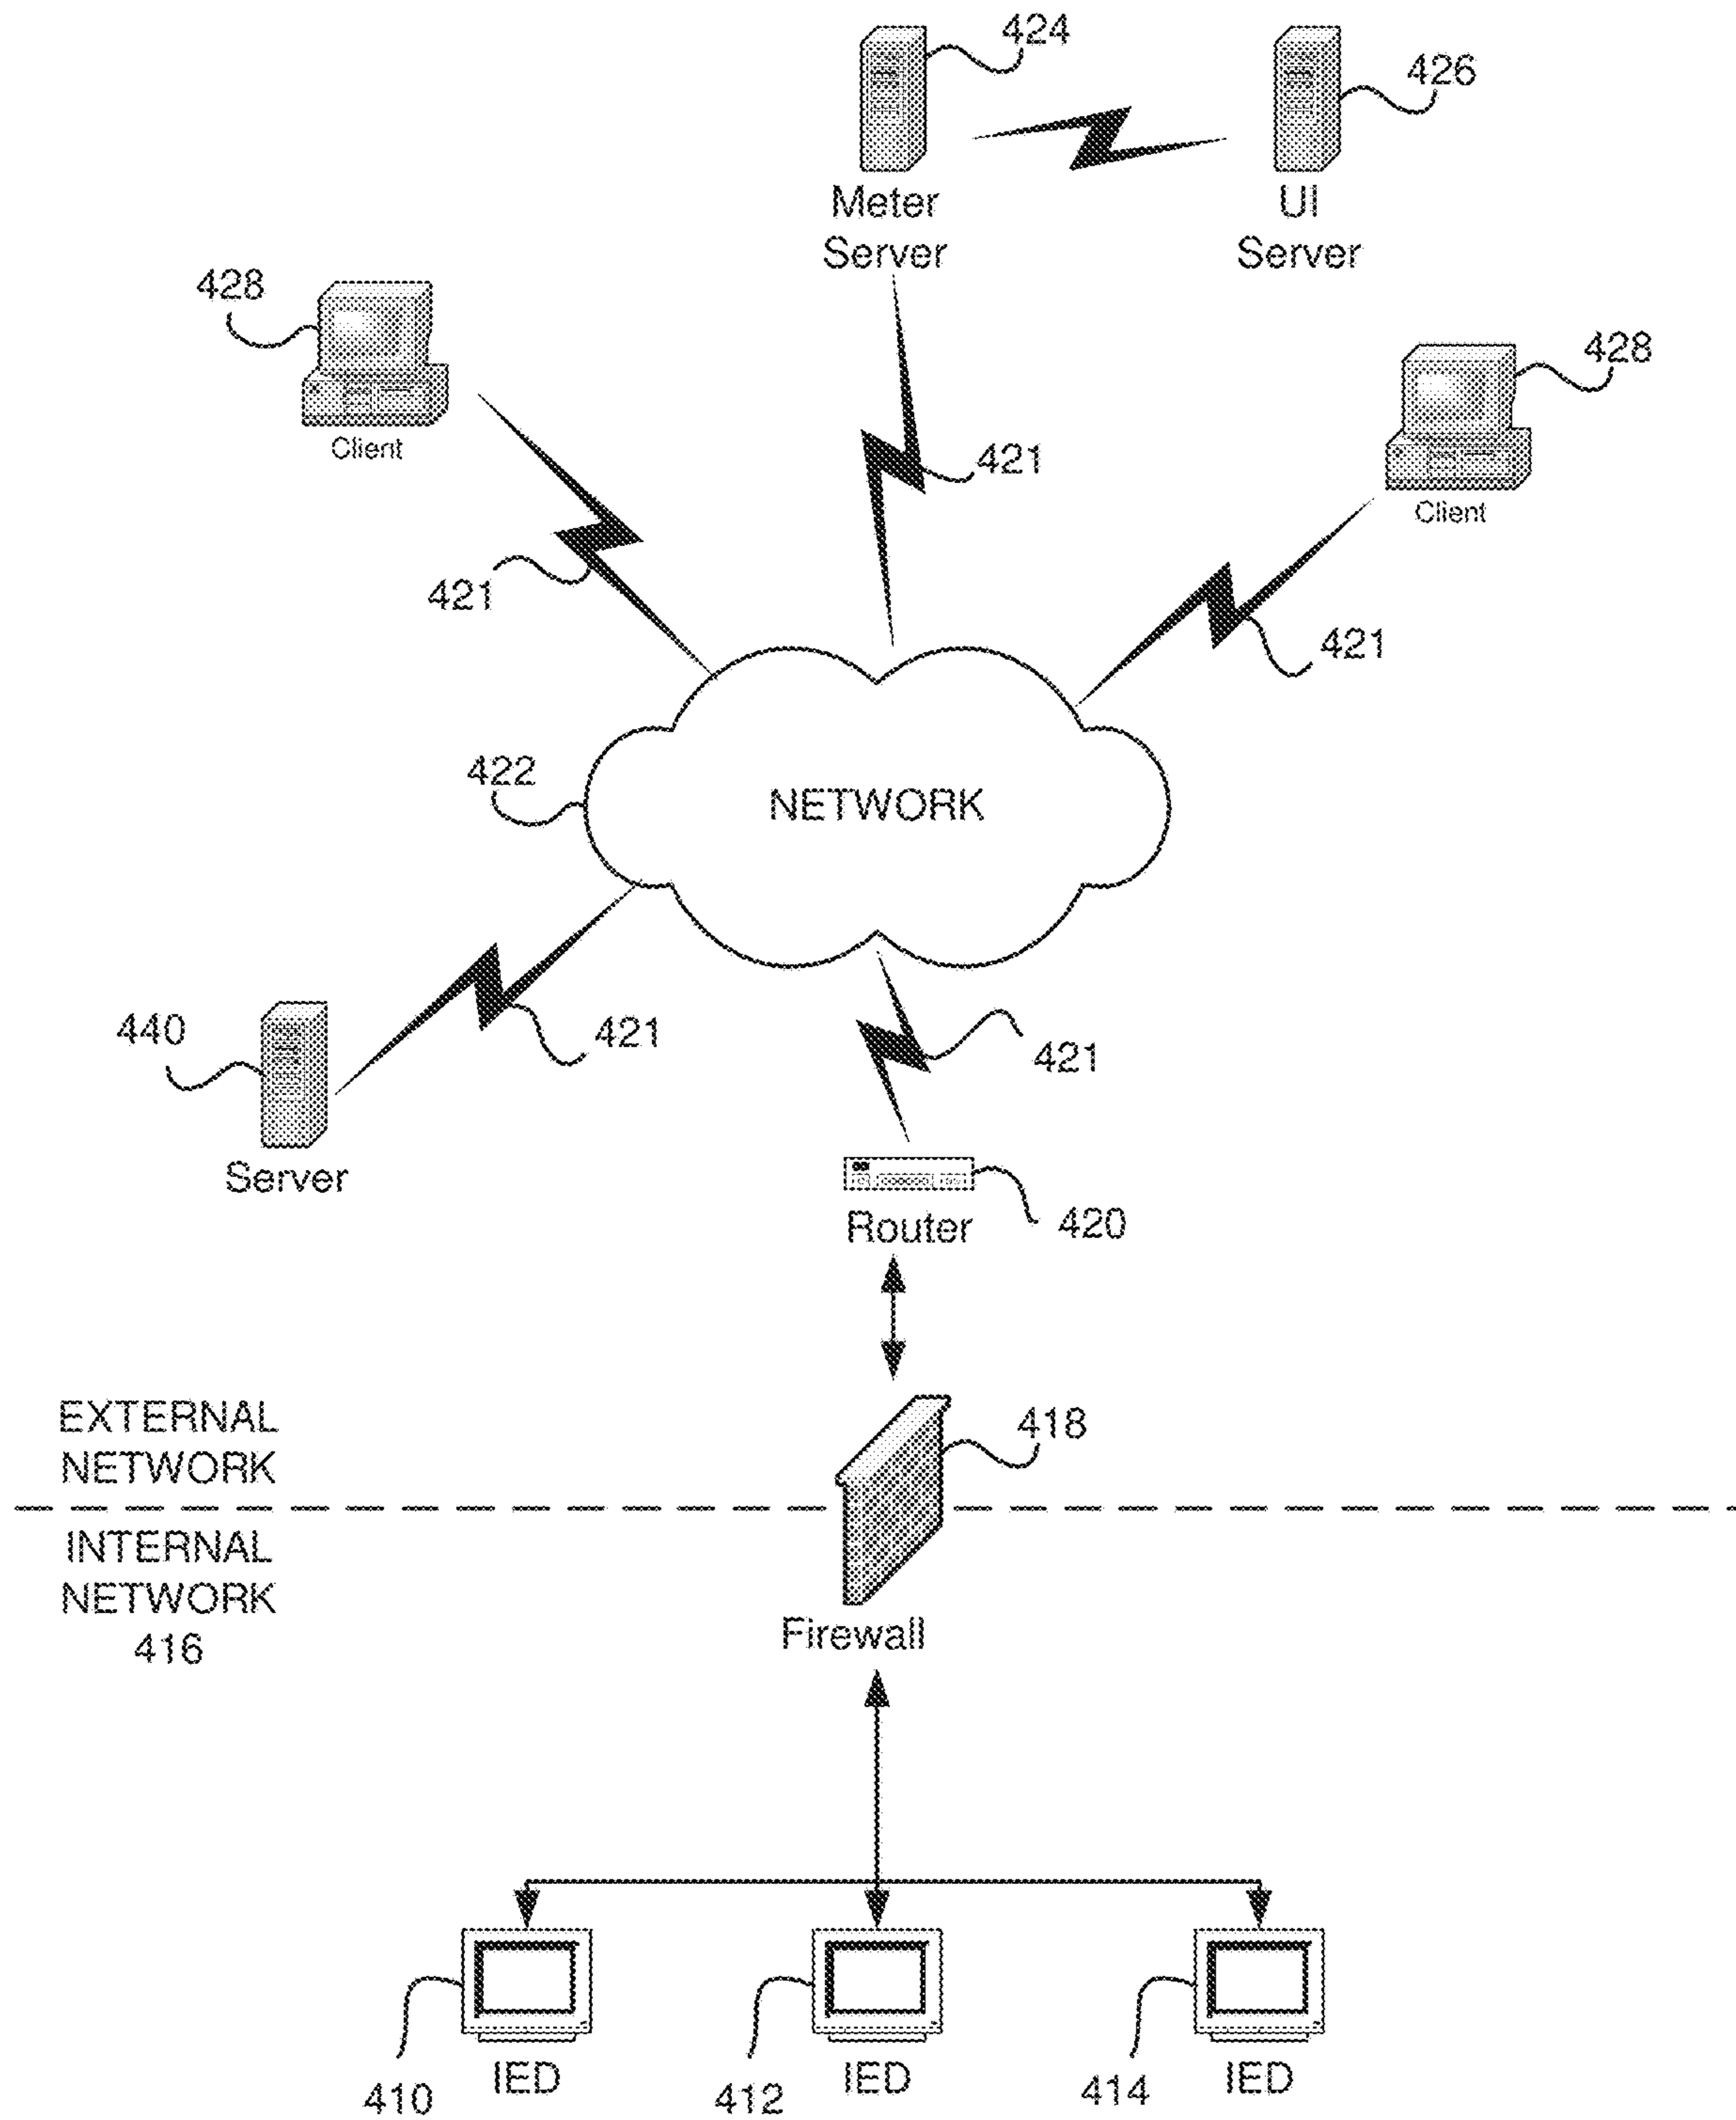 424
426
Meter
Server
UI
Server
428
Client
428
Client
421
421
421
422
NETWORK
440
Server
421
421
Router
420
EXTERNAL
NETWORK
418
INTERNAL
NETWORK
416
Firewall
410
IED
412
IED
414
IED